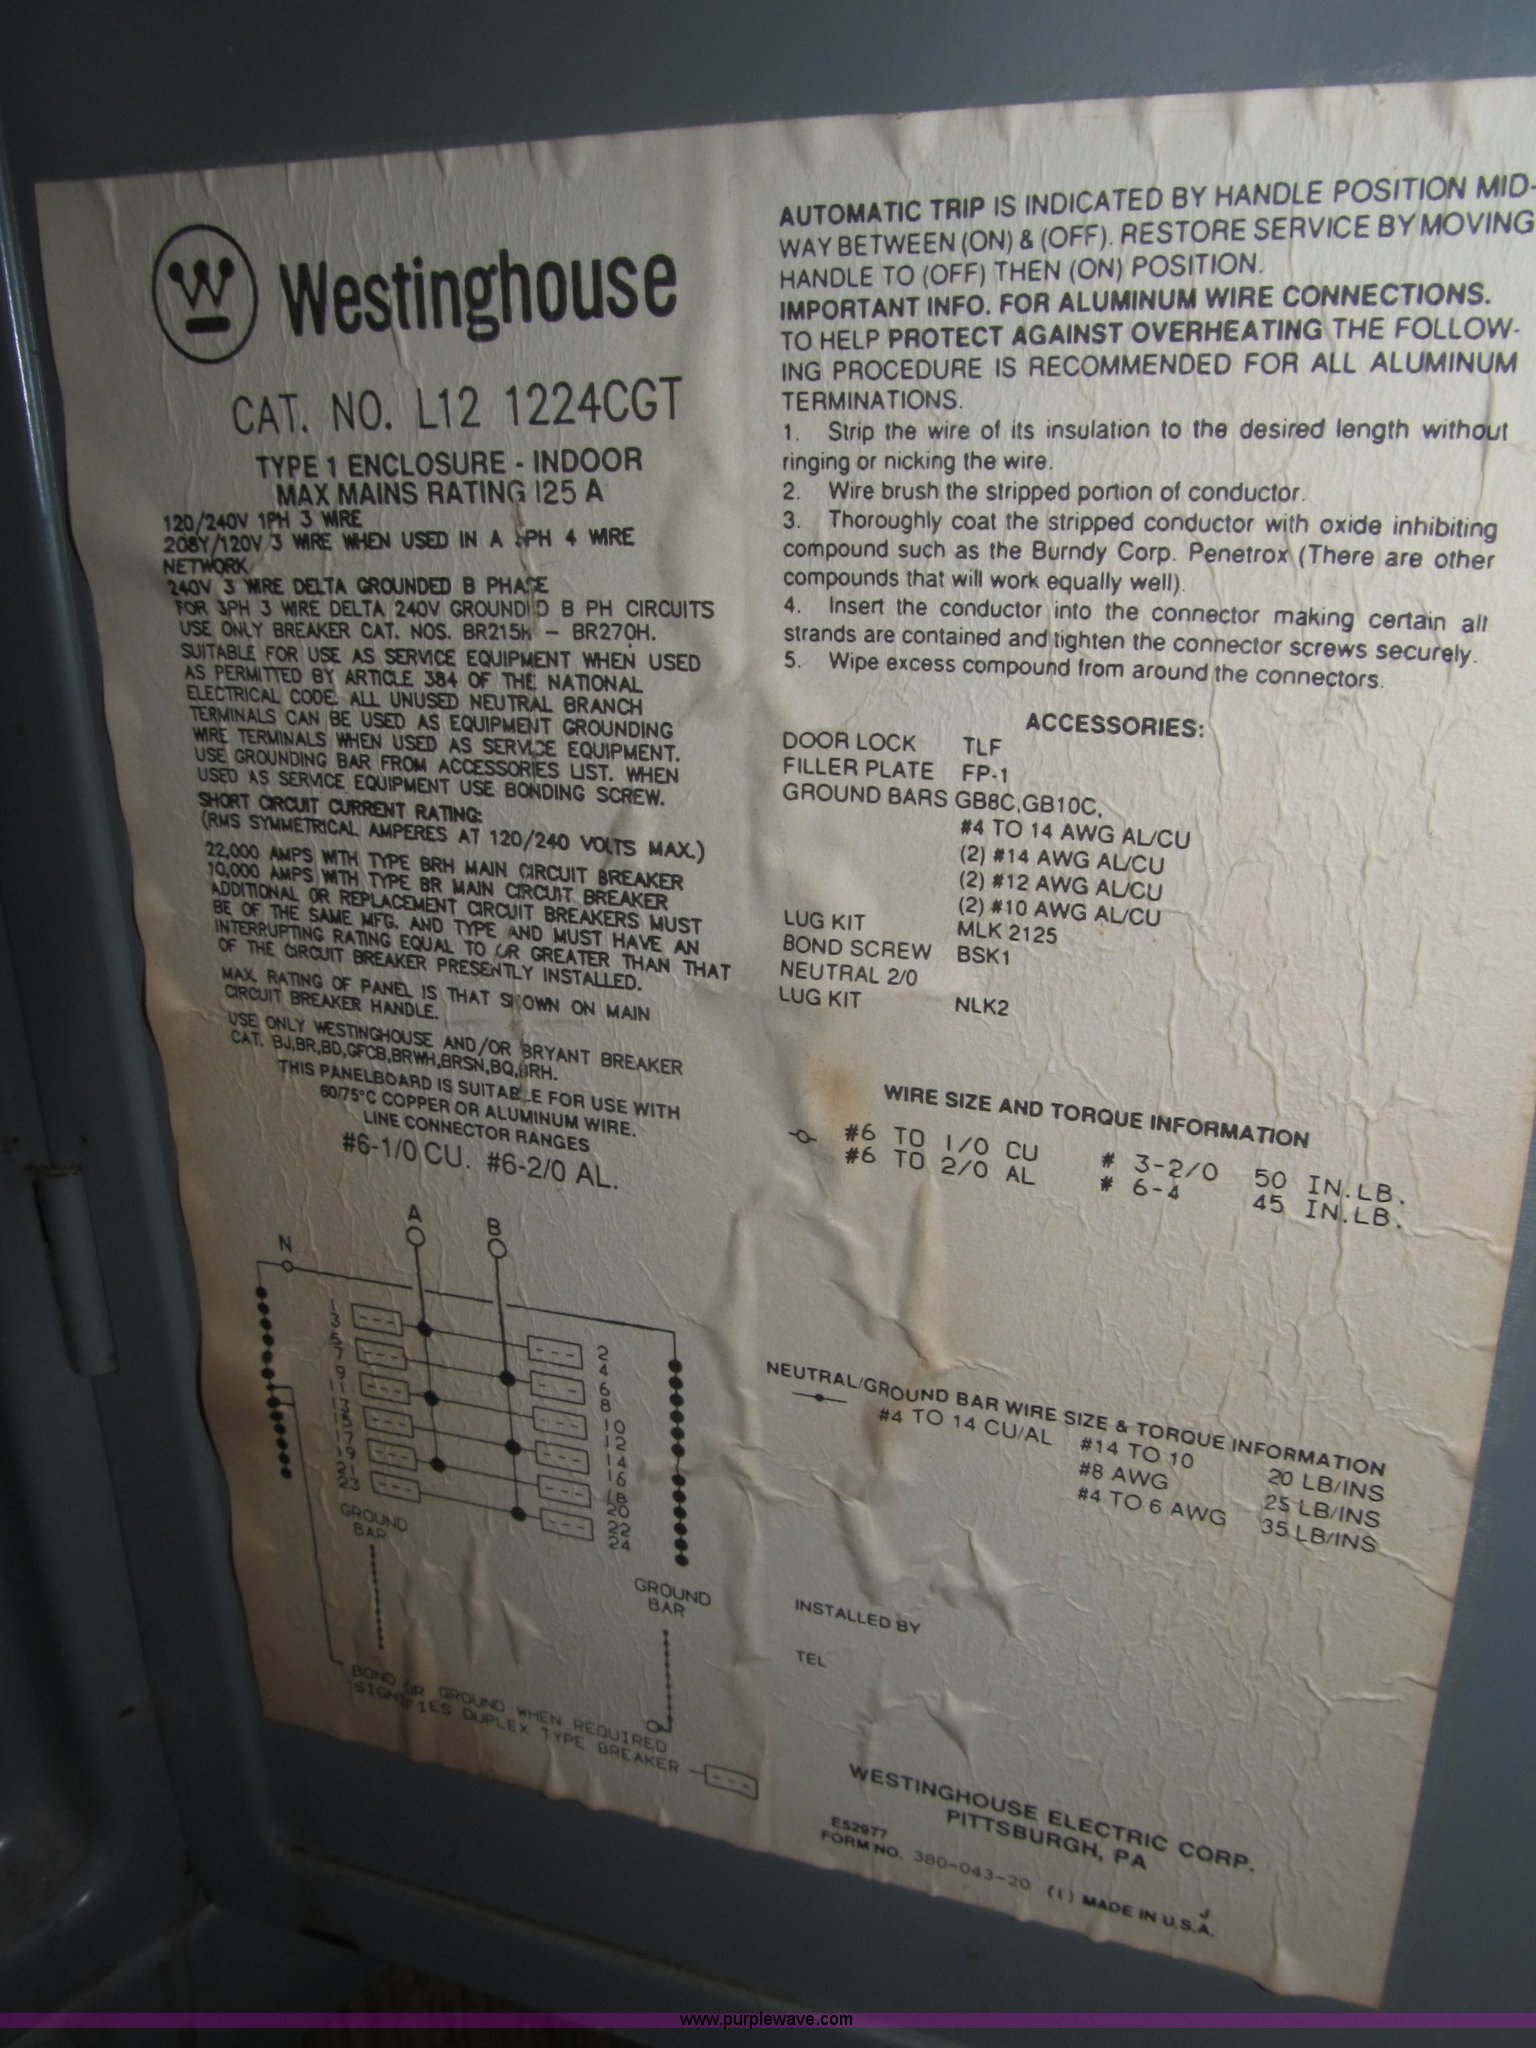 Westinghouse
CAT. NO. L12 1224CGT
TYPE 1 ENCLOSURE - INDOOR
MAX MAINS RATING 125 A
120/240V 1PH 3 WIRE
208Y/120V 3 WIRE WHEN USED IN A 3PH 4 WIRE
NETWORK
240V 3 WIRE DELTA GROUNDED B PHASE
FOR 3PH 3 WIRE DELTA 240V GROUNDED B PH CIRCUITS
USE ONLY BREAKER CAT. NOS. BR215H - BR270H.
SUITABLE FOR USE AS SERVICE EQUIPMENT WHEN USED
AS PERMITTED BY ARTICLE 384 OF THE NATIONAL
ELECTRICAL CODE. ALL UNUSED NEUTRAL BRANCH
TERMINALS CAN BE USED AS EQUIPMENT GROUNDING
WIRE TERMINALS WHEN USED AS SERVICE EQUIPMENT.
USE GROUNDING BAR FROM ACCESSORIES LIST. WHEN
USED AS SERVICE EQUIPMENT USE BONDING SCREW.
SHORT CIRCUIT CURRENT RATING:
(RMS SYMMETRICAL AMPERES AT 120/240 VOLTS MAX.)
22,000 AMPS WITH TYPE BRH MAIN CIRCUIT BREAKER
10,000 AMPS WITH TYPE BR MAIN CIRCUIT BREAKER
ADDITIONAL OR REPLACEMENT CIRCUIT BREAKERS MUST
BE OF THE SAME MFG. AND TYPE AND MUST HAVE AN
INTERRUPTING RATING EQUAL TO OR GREATER THAN THAT
OF THE CIRCUIT BREAKER PRESENTLY INSTALLED.
MAX. RATING OF PANEL IS THAT SHOWN ON MAIN
CIRCUIT BREAKER HANDLE.
USE ONLY WESTINGHOUSE AND/OR BRYANT BREAKER
CAT. BJ,BR,BD,GFCB,BRWH,BRSN,BQ,BRH.
THIS PANELBOARD IS SUITABLE FOR USE WITH
60/75°C COPPER OR ALUMINUM WIRE.
LINE CONNECTOR RANGES
#6-1/0 CU. #6-2/0 AL.
N
A
B
1
3
5
7
9
11
13
15
17
19
21
23
2
4
6
8
10
12
14
16
18
20
22
24
GROUND
BAR
GROUND
BAR
BOND OR GROUND WHEN REQUIRED
SIGNIFIES DUPLEX TYPE BREAKER
AUTOMATIC TRIP IS INDICATED BY HANDLE POSITION MID-
WAY BETWEEN (ON) & (OFF). RESTORE SERVICE BY MOVING
HANDLE TO (OFF) THEN (ON) POSITION.
IMPORTANT INFO. FOR ALUMINUM WIRE CONNECTIONS.
TO HELP PROTECT AGAINST OVERHEATING THE FOLLOW-
ING PROCEDURE IS RECOMMENDED FOR ALL ALUMINUM
TERMINATIONS.
1. Strip the wire of its insulation to the desired length without
ringing or nicking the wire.
2. Wire brush the stripped portion of conductor.
3. Thoroughly coat the stripped conductor with oxide inhibiting
compound such as the Burndy Corp. Penetrox (There are other
compounds that will work equally well).
4. Insert the conductor into the connector making certain all
strands are contained and tighten the connector screws securely.
5. Wipe excess compound from around the connectors.
ACCESSORIES:
DOOR LOCK TLF
FILLER PLATE FP-1
GROUND BARS GB8C,GB10C,
#4 TO 14 AWG AL/CU
(2) #14 AWG AL/CU
(2) #12 AWG AL/CU
(2) #10 AWG AL/CU
LUG KIT MLK 2125
BOND SCREW BSK1
NEUTRAL 2/0
LUG KIT NLK2
WIRE SIZE AND TORQUE INFORMATION
#6 TO 1/0 CU # 3-2/0 50 IN.LB.
#6 TO 2/0 AL # 6-4 45 IN.LB.
NEUTRAL/GROUND BAR WIRE SIZE & TORQUE INFORMATION
#4 TO 14 CU/AL #14 TO 10 20 LB/INS
#8 AWG 25 LB/INS
#4 TO 6 AWG 35 LB/INS
INSTALLED BY
TEL
WESTINGHOUSE ELECTRIC CORP.
PITTSBURGH, PA
E52977
FORM NO. 380-043-20 (1) MADE IN U.S.A.
J
www.purplewave.com